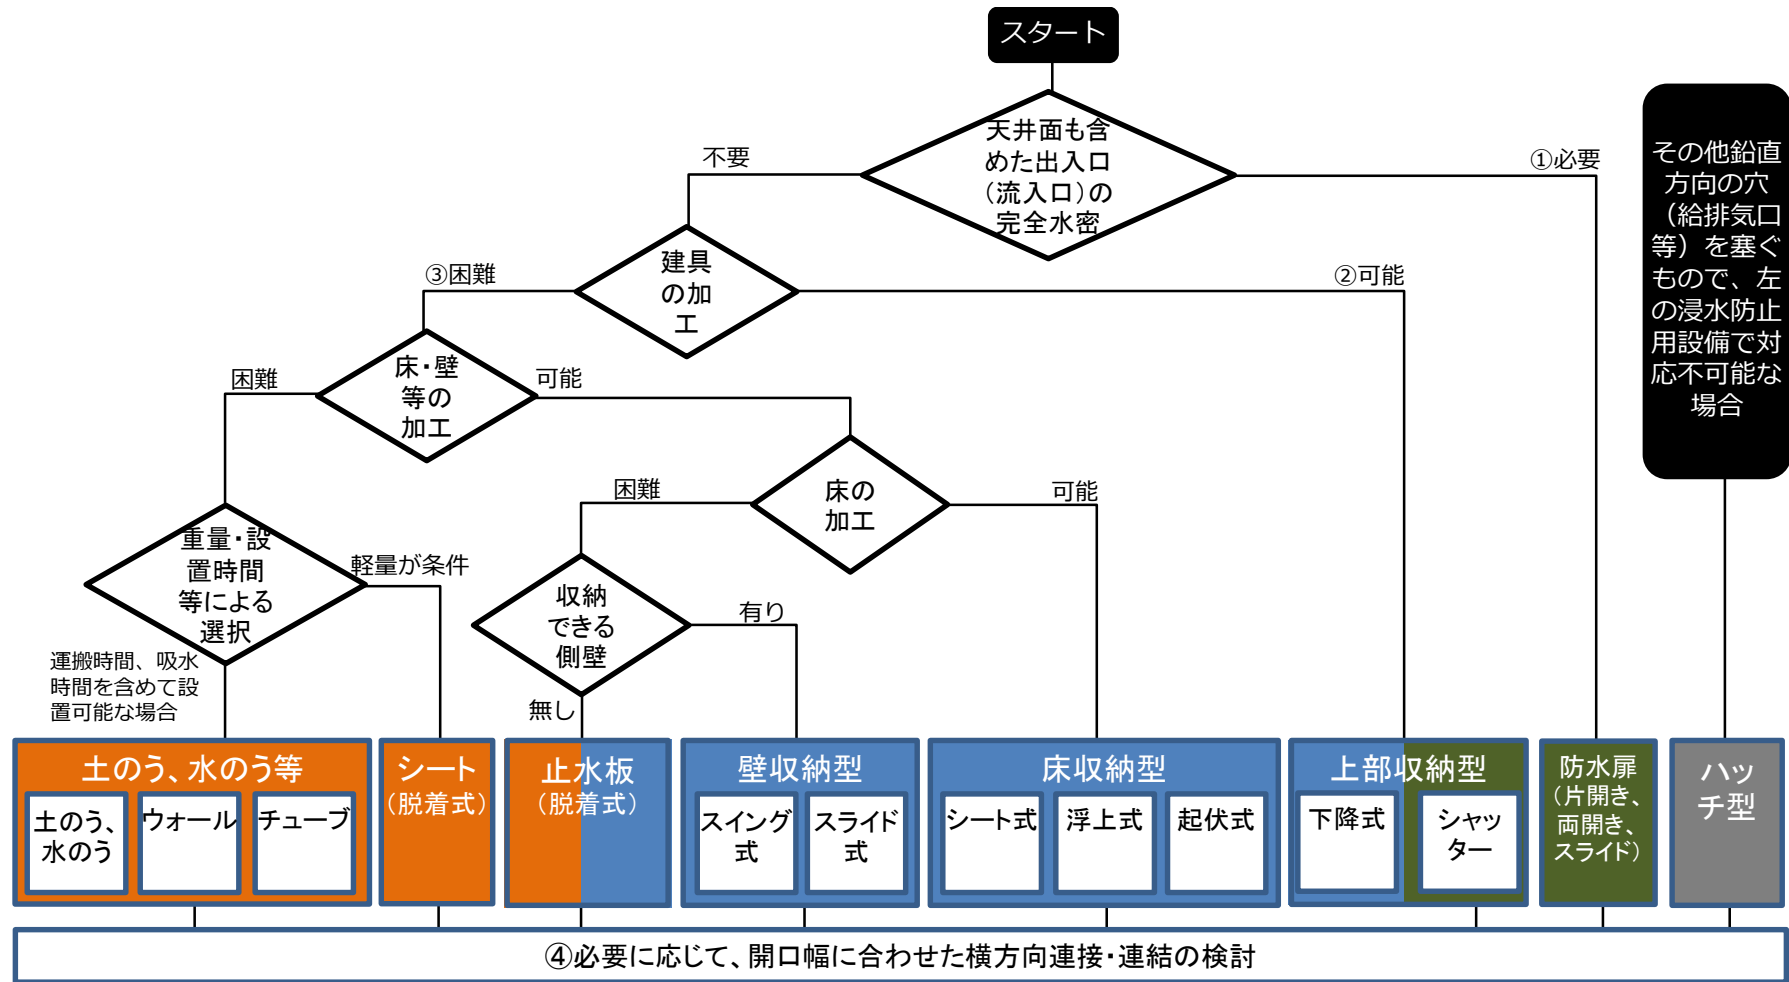 スタート
天井面も含
めた出入口
(流入口)の
完全水密
不要
①必要
その他鉛直
方向の穴
（給排気口
等）を塞ぐ
もので、左
の浸水防止
用設備で対
応不可能な
場合
建具
の加
工
③困難
②可能
床・壁
等の
加工
困難
可能
床の
加工
困難
可能
重量・設
置時間
等による
選択
軽量が条件
運搬時間、吸水
時間を含めて設
置可能な場合
収納
できる
側壁
有り
無し
土のう、水のう等
土のう、
水のう
ウォール
チューブ
シート
(脱着式)
止水板
(脱着式)
壁収納型
スイング
式
スライド
式
床収納型
シート式
浮上式
起伏式
上部収納型
下降式
シャッ
ター
防水扉
(片開き、
両開き、
スライド)
ハッ
チ型
④必要に応じて、開口幅に合わせた横方向連接・連結の検討